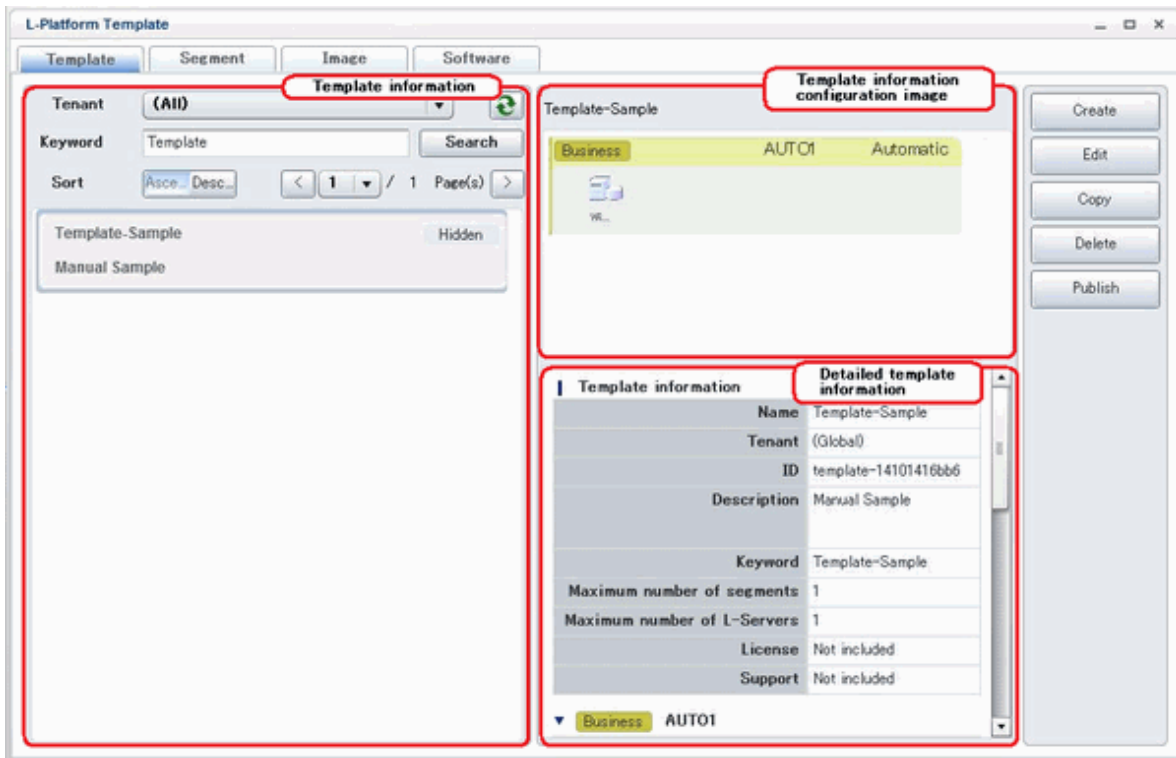 L-Platform Template
Template Segment Image Software
Template information
Tenant (All)
Keyword Template Search
Sort Asce... Desc... < 1 / 1 Page(s) >
Template-Sample Hidden
Manual Sample
Template information
configuration image
Template-Sample
Business AUTO1 Automatic
VR...
Detailed template
information
Template information
Name Template-Sample
Tenant (Global)
ID template-14101416bb6
Description Manual Sample
Keyword Template-Sample
Maximum number of segments 1
Maximum number of L-Servers 1
License Not included
Support Not included
Business AUTO1
Create
Edit
Copy
Delete
Publish